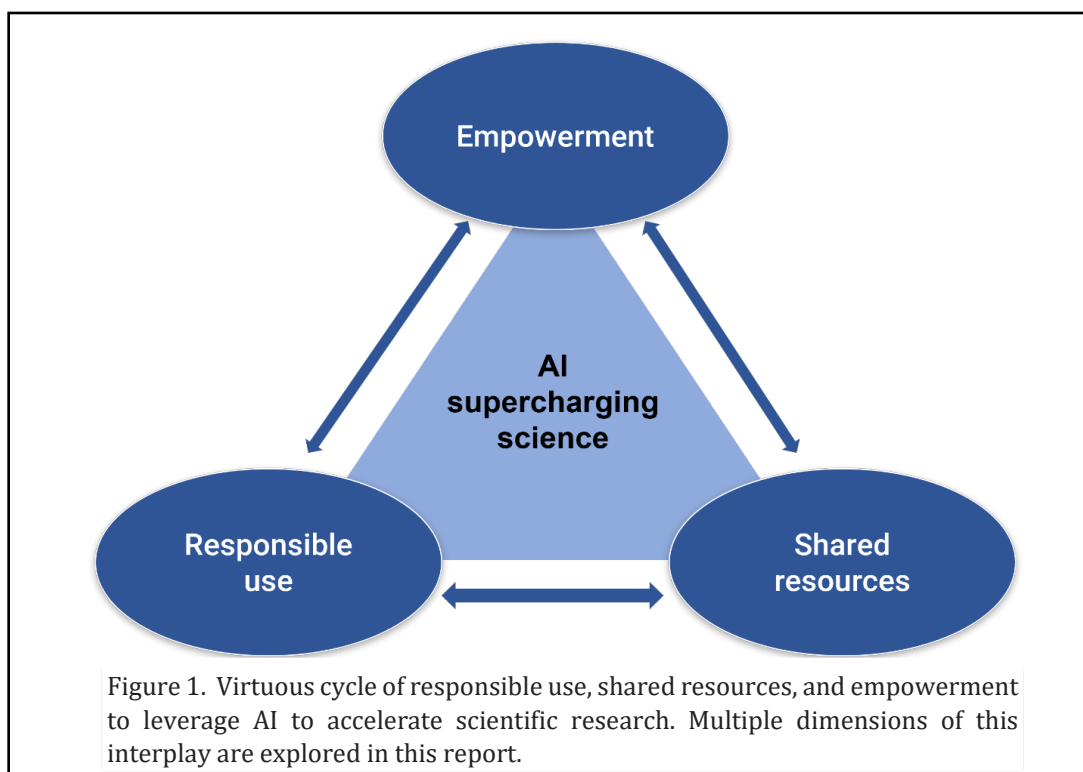 Empowerment
AI
supercharging
science
Responsible
use
Shared
resources
Figure 1. Virtuous cycle of responsible use, shared resources, and empowerment
to leverage AI to accelerate scientific research. Multiple dimensions of this
interplay are explored in this report.